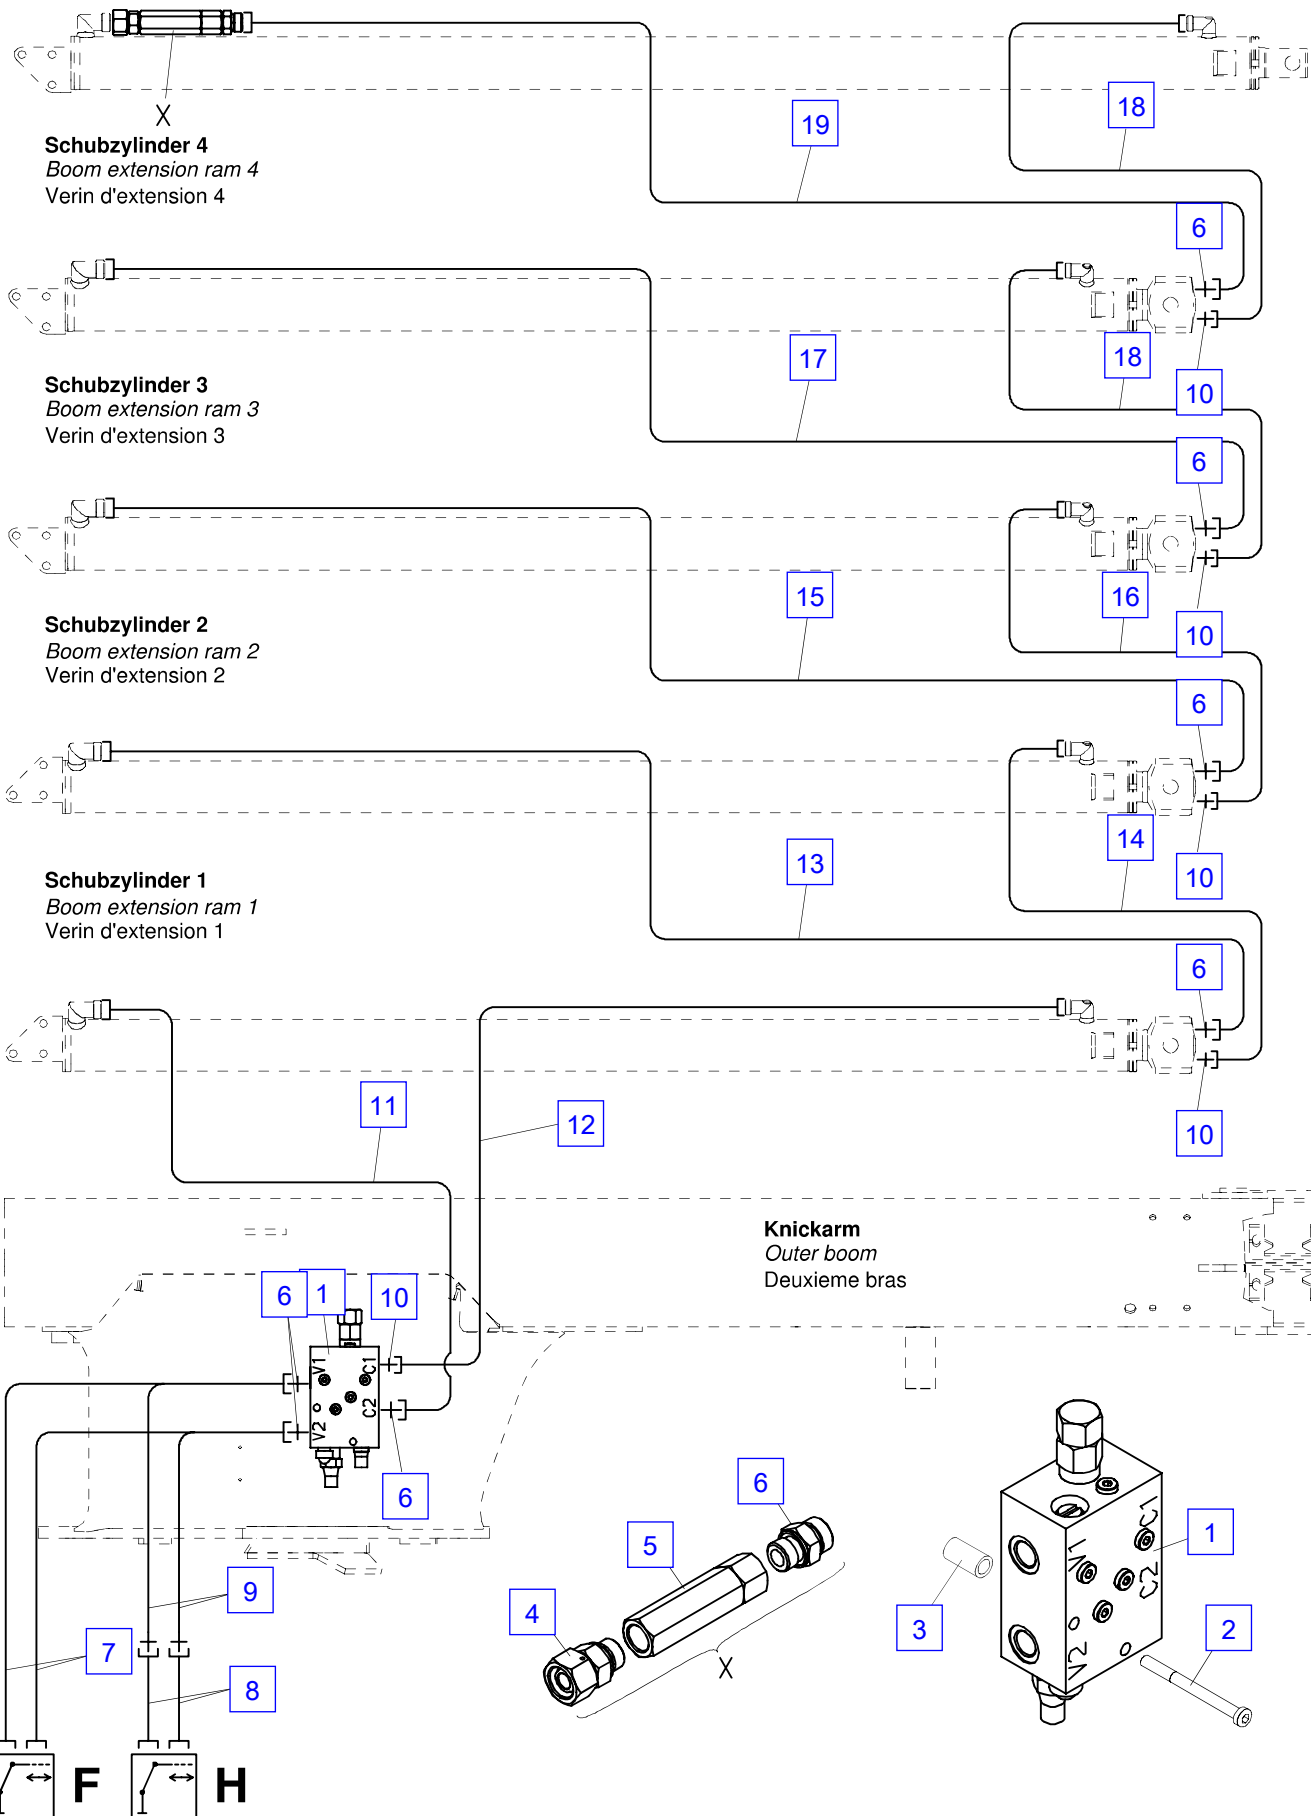 X
Schubzylinder 4
Boom extension ram 4
Verin d'extension 4
19
18
6
Schubzylinder 3
Boom extension ram 3
Verin d'extension 3
17
18
10
6
Schubzylinder 2
Boom extension ram 2
Verin d'extension 2
15
16
10
6
Schubzylinder 1
Boom extension ram 1
Verin d'extension 1
13
14
10
6
11
12
10
Knickarm
Outer boom
Deuxieme bras
6
1
10
V1
C1
V2
C2
6
6
5
4
X
V1
C1
V2
C2
1
3
2
9
7
8
F
H